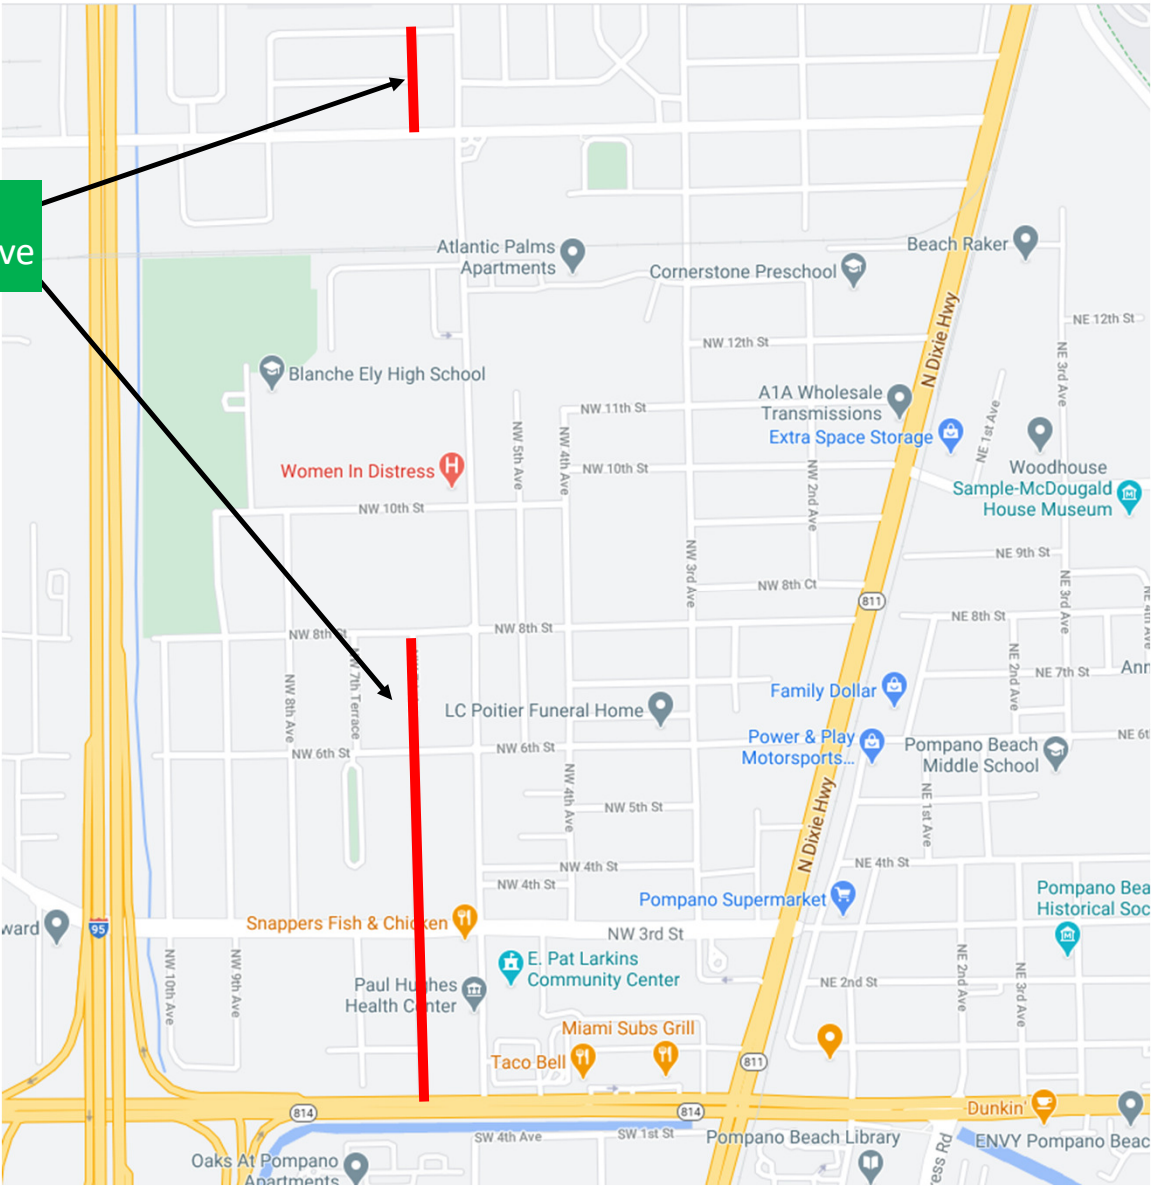 ve
Atlantic Palms
Apartments
Beach Raker
Cornerstone Preschool
NE 12th St
NW 12th St
N Dixie Hwy
NE 3rd Ave
Blanche Ely High School
A1A Wholesale
Transmissions
NW 11th St
NE 1st Ave
Extra Space Storage
NW 5th Ave
NW 4th Ave
Women In Distress
H
NW 10th St
NW 2nd Ave
Woodhouse
Sample-McDougald
House Museum
NW 10th St
NW 3rd Ave
NE 9th St
NW 8th Ct
811
NE 3rd Ave
NE 8th St
NW 8th St
NW 8th St
NE 2nd Ave
NE 7th St
NW 7th Terrace
NW 8th Ave
Family Dollar
LC Poitier Funeral Home
Power & Play
Motorsports...
NW 6th St
NW 6th St
Pompano Beach
Middle School
NE 6t
NW 4th Ave
NW 5th St
NE 1st Ave
N Dixie Hwy
NW 4th St
NE 4th St
NW 4th St
Pompano Supermarket
Pompano Bea
Historical Soc
ward
95
Snappers Fish & Chicken
NW 3rd St
E. Pat Larkins
Community Center
NW 10th Ave
NW 9th Ave
Paul Hughes
Health Center
NE 2nd St
NE 2nd Ave
NE 3rd Ave
Miami Subs Grill
Taco Bell
811
814
814
Dunkin'
SW 4th Ave
SW 1st St
Pompano Beach Library
ENVY Pompano Beac
Oaks At Pompano
Apartments
ess Rd